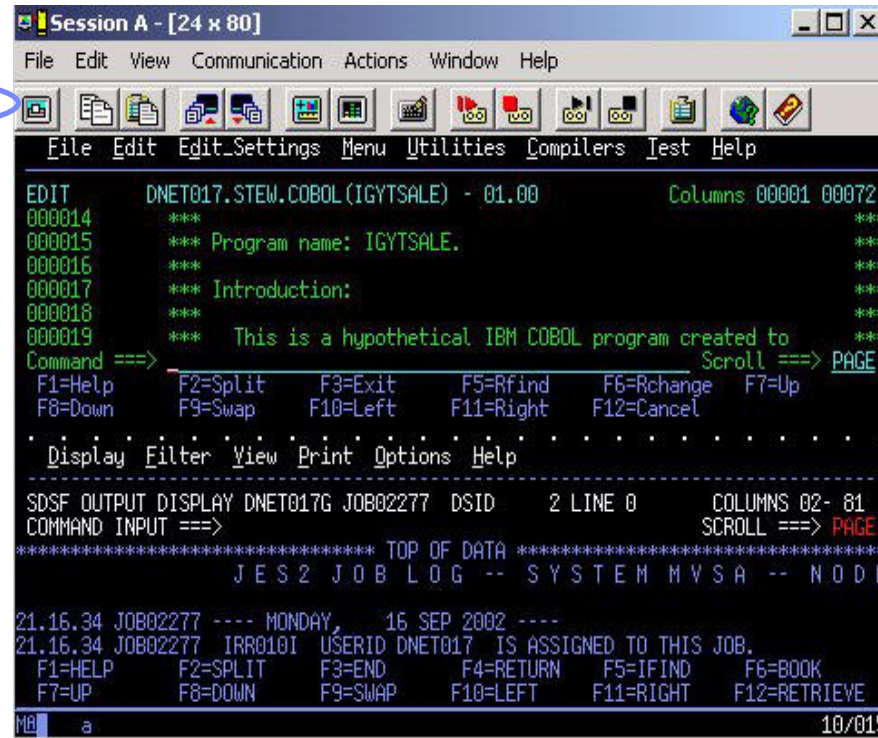 Session A - [24 x 80]
File Edit View Communication Actions Window Help
File Edit Edit_Settings Menu Utilities Compilers Test Help
EDIT DNET017.STEW.COBOL(IGYTSALE) - 01.00 Columns 00001 00072
000014 *** ***
000015 *** Program name: IGYTSALE. ***
000016 *** ***
000017 *** Introduction: ***
000018 *** ***
000019 *** This is a hypothetical IBM COBOL program created to ***
Command ===> Scroll ===> PAGE
F1=Help F2=Split F3=Exit F5=Rfind F6=Rchange F7=Up
F8=Down F9=Swap F10=Left F11=Right F12=Cancel
. . . . . . . . . . . . . . . . . . . . . . . . . . . . . . . . . . . . . . . .
Display Filter View Print Options Help
-------------------------------------------------------------------------------
SDSF OUTPUT DISPLAY DNET017G JOB02277 DSID 2 LINE 0 COLUMNS 02- 81
COMMAND INPUT ===> SCROLL ===> PAGE
********************************* TOP OF DATA *********************************
J E S 2 J O B L O G -- S Y S T E M M V S A -- N O D
21.16.34 JOB02277 ---- MONDAY, 16 SEP 2002 ----
21.16.34 JOB02277 IRR010I USERID DNET017 IS ASSIGNED TO THIS JOB.
F1=HELP F2=SPLIT F3=END F4=RETURN F5=IFIND F6=BOOK
F7=UP F8=DOWN F9=SWAP F10=LEFT F11=RIGHT F12=RETRIEVE
MA a 10/015